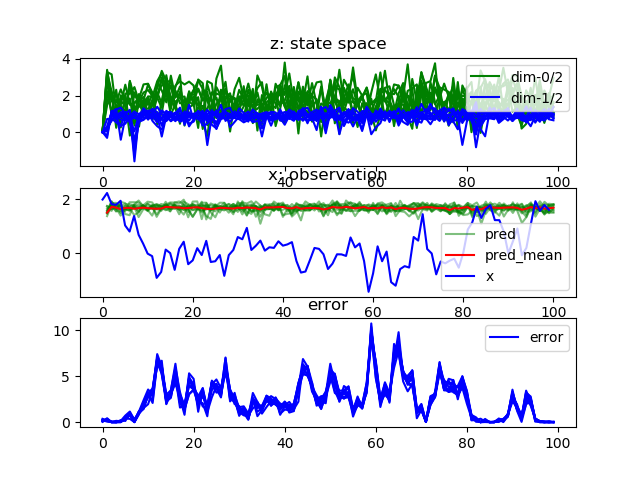 z: state space
4
2
0
dim-0/2
dim-1/2
0 20 40 60 80 100
x: observation
2
0
pred
pred_mean
x
0 20 40 60 80 100
error
10
5
0
error
0 20 40 60 80 100